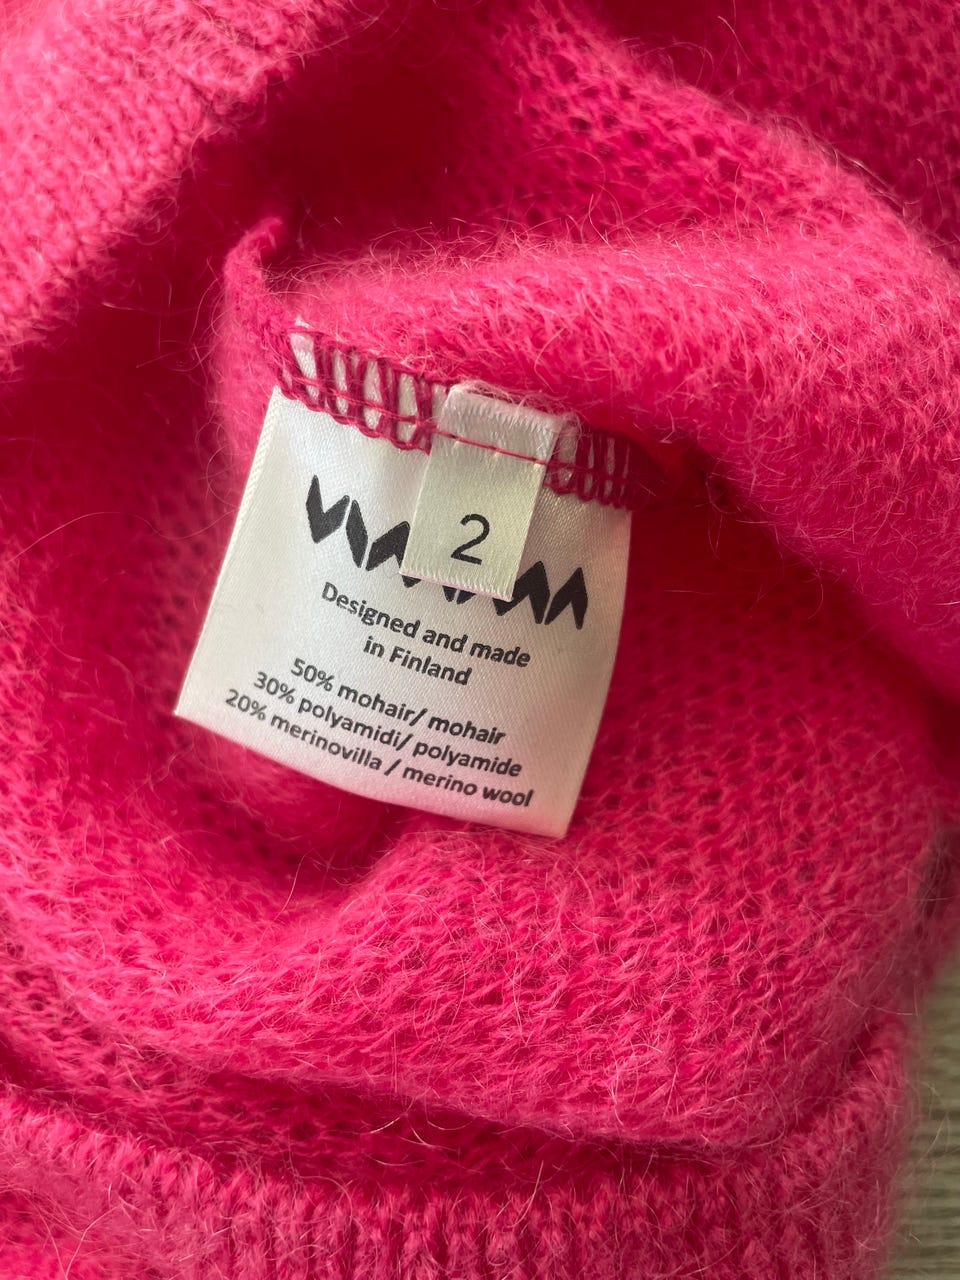 2
Designed and made
in Finland
50% mohair/ mohair
30% polyamidi/ polyamide
20% merinovilla / merino wool